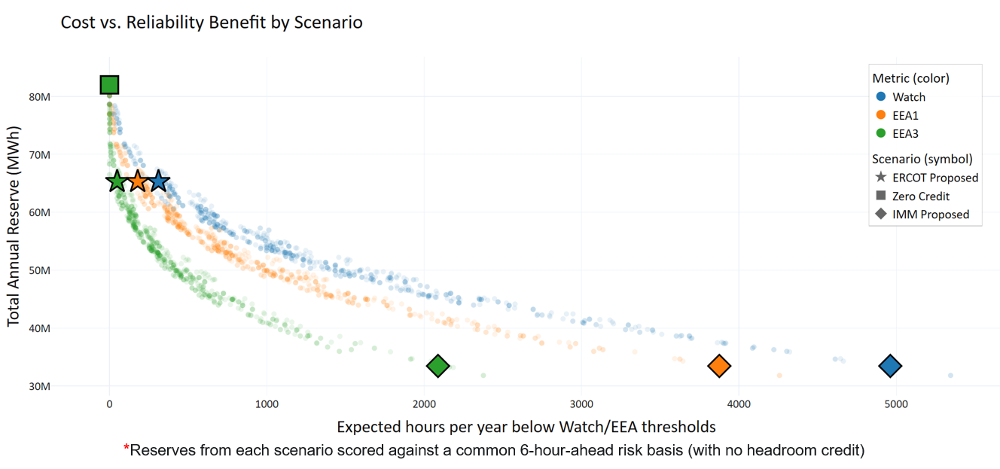 Cost vs. Reliability Benefit by Scenario
Total Annual Reserve (MWh)
80M
70M
60M
50M
40M
30M
0
1000
2000
3000
4000
5000
Expected hours per year below Watch/EEA thresholds
Metric (color)
Watch
EEA1
EEA3
Scenario (symbol)
ERCOT Proposed
Zero Credit
IMM Proposed
*Reserves from each scenario scored against a common 6-hour-ahead risk basis (with no headroom credit)